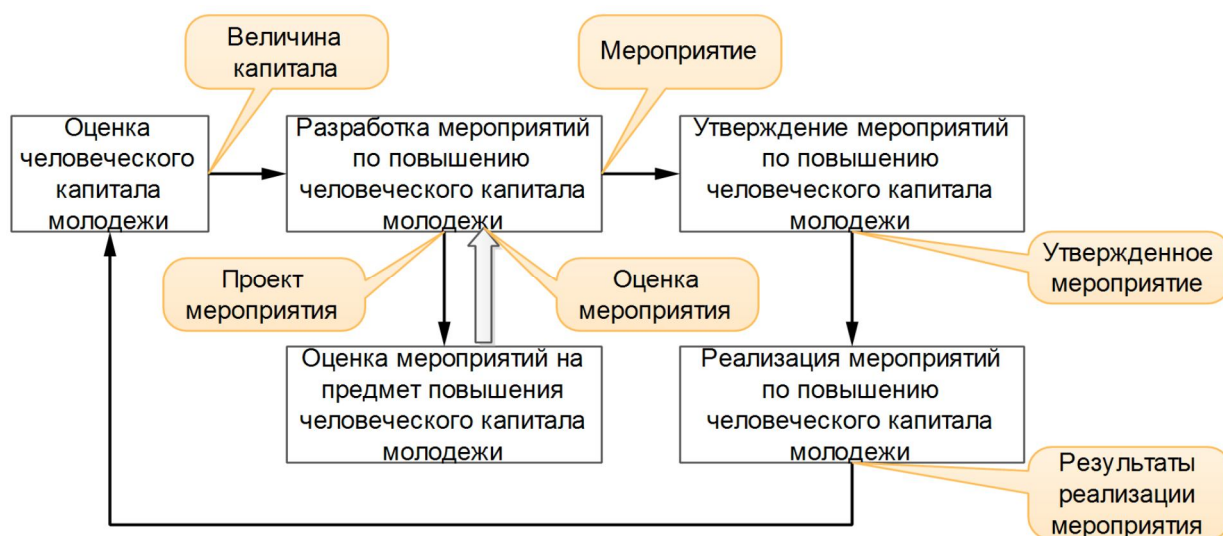 Величина
капитала
Мероприятие
Оценка
человеческого
капитала
молодежи
Разработка мероприятий
по повышению
человеческого капитала
молодежи
Утверждение мероприятий
по повышению
человеческого капитала
молодежи
Проект
мероприятия
Оценка
мероприятия
Утвержденное
мероприятие
Оценка мероприятий на
предмет повышения
человеческого капитала
молодежи
Реализация мероприятий
по повышению
человеческого капитала
молодежи
Результаты
реализации
мероприятия